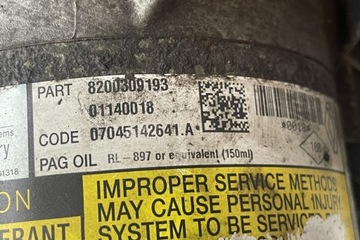 PART 8200309193
01140018
CODE 07045142641.A
PAG OIL RL-897 or equivalent (150ml)
IMPROPER SERVICE METHODS
MAY CAUSE PERSONAL INJURY.
SYSTEM TO BE